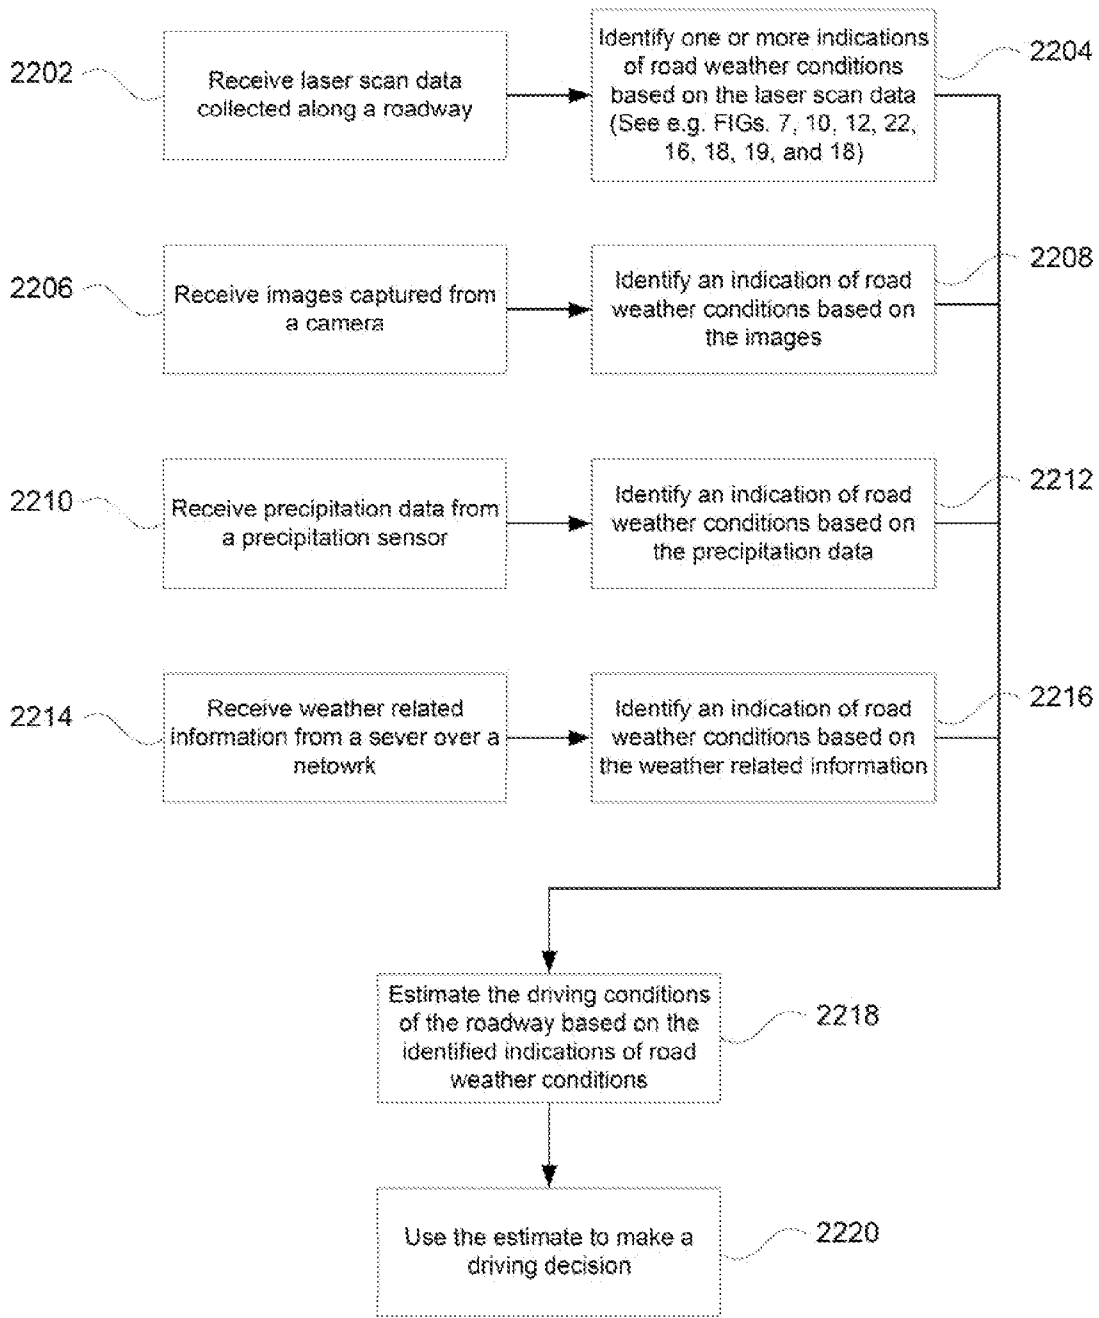 2202
Receive laser scan data
collected along a roadway
Identify one or more indications
of road weather conditions
based on the laser scan data
(See e.g. FIGs. 7, 10, 12, 22,
16, 18, 19, and 18)
2204
2206
Receive images captured from
a camera
Identify an indication of road
weather conditions based on
the images
2208
2210
Receive precipitation data from
a precipitation sensor
Identify an indication of road
weather conditions based on
the precipitation data
2212
2214
Receive weather related
information from a sever over a
netowrk
Identify an indication of road
weather conditions based on
the weather related information
2216
Estimate the driving conditions
of the roadway based on the
identified indications of road
weather conditions
2218
Use the estimate to make a
driving decision
2220